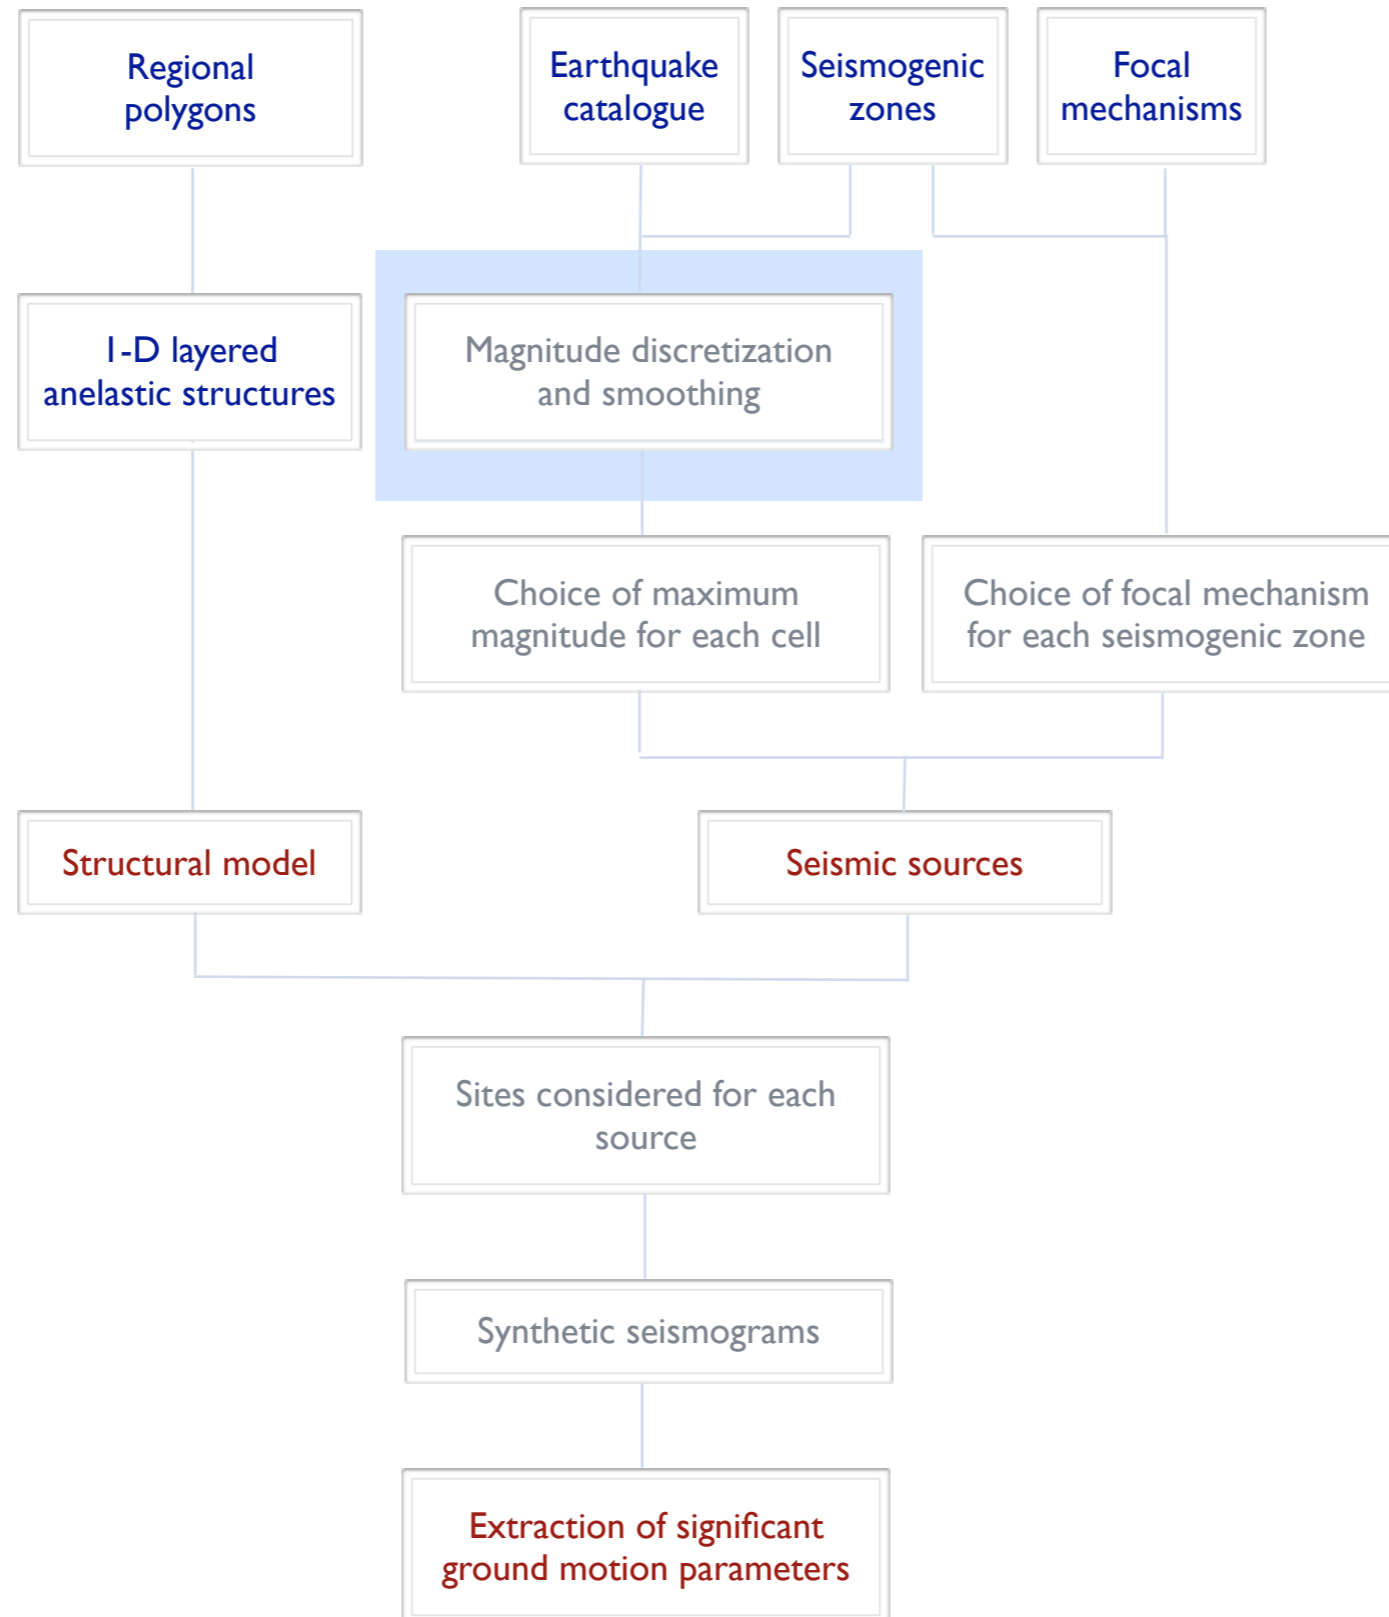 Regional
polygons
Earthquake
catalogue
Seismogenic
zones
Focal
mechanisms
1-D layered
anelastic structures
Magnitude discretization
and smoothing
Choice of maximum
magnitude for each cell
Choice of focal mechanism
for each seismogenic zone
Structural model
Seismic sources
Sites considered for each
source
Synthetic seismograms
Extraction of significant
ground motion parameters